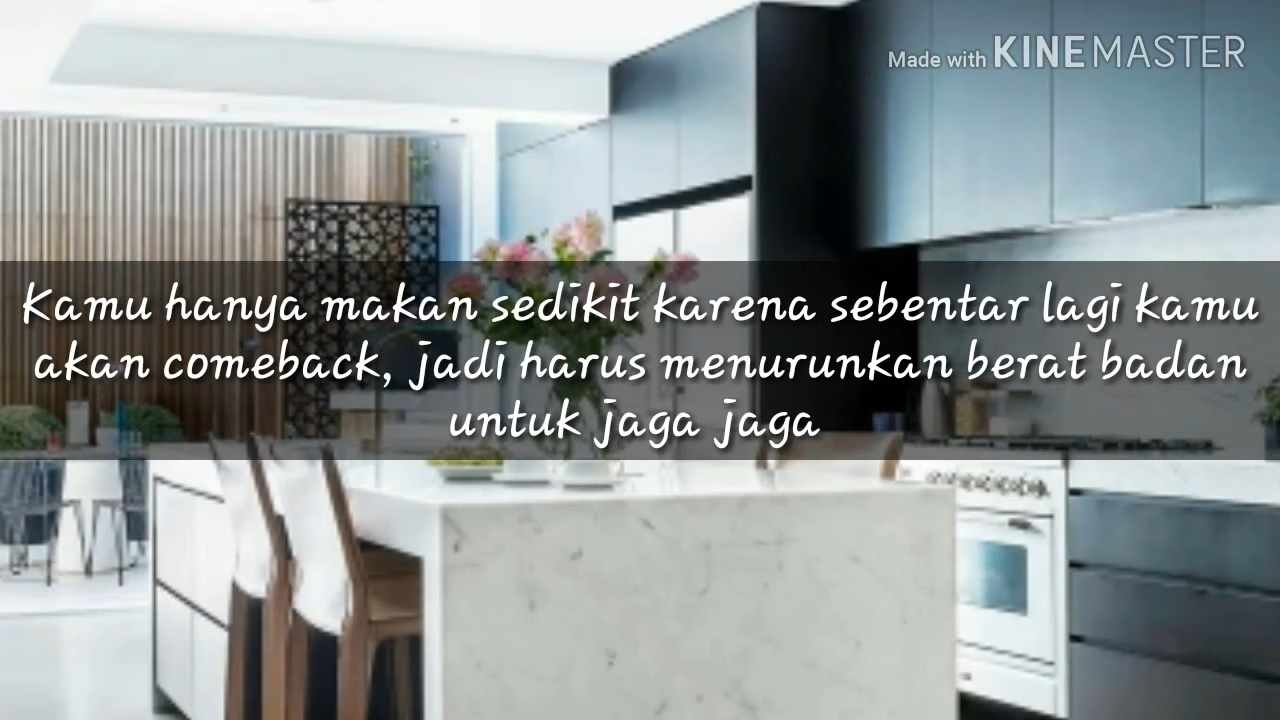 Made with KINEMASTER
Kamu hanya makan sedikit karena sebentar lagi kamu
akan comeback, jadi harus menurunkan berat badan
untuk jaga jaga